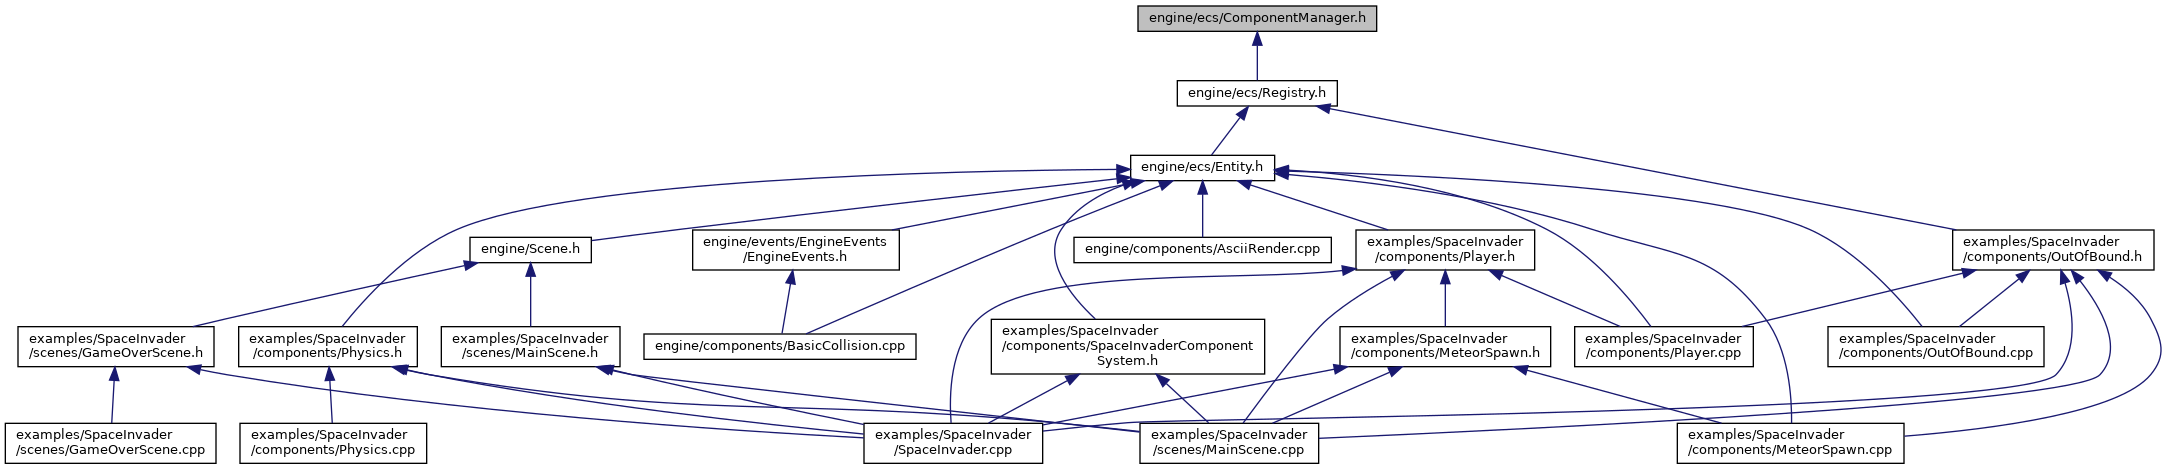 engine/ecs/ComponentManager.h
engine/ecs/Registry.h
engine/ecs/Entity.h
engine/Scene.h
engine/events/EngineEvents
/EngineEvents.h
engine/components/AsciiRender.cpp
examples/SpaceInvader
/components/Player.h
examples/SpaceInvader
/components/OutOfBound.h
examples/SpaceInvader
/scenes/GameOverScene.h
examples/SpaceInvader
/components/Physics.h
examples/SpaceInvader
/scenes/MainScene.h
engine/components/BasicCollision.cpp
examples/SpaceInvader
/components/SpaceInvaderComponent
System.h
examples/SpaceInvader
/components/MeteorSpawn.h
examples/SpaceInvader
/components/Player.cpp
examples/SpaceInvader
/components/OutOfBound.cpp
examples/SpaceInvader
/scenes/GameOverScene.cpp
examples/SpaceInvader
/components/Physics.cpp
examples/SpaceInvader
/SpaceInvader.cpp
examples/SpaceInvader
/scenes/MainScene.cpp
examples/SpaceInvader
/components/MeteorSpawn.cpp